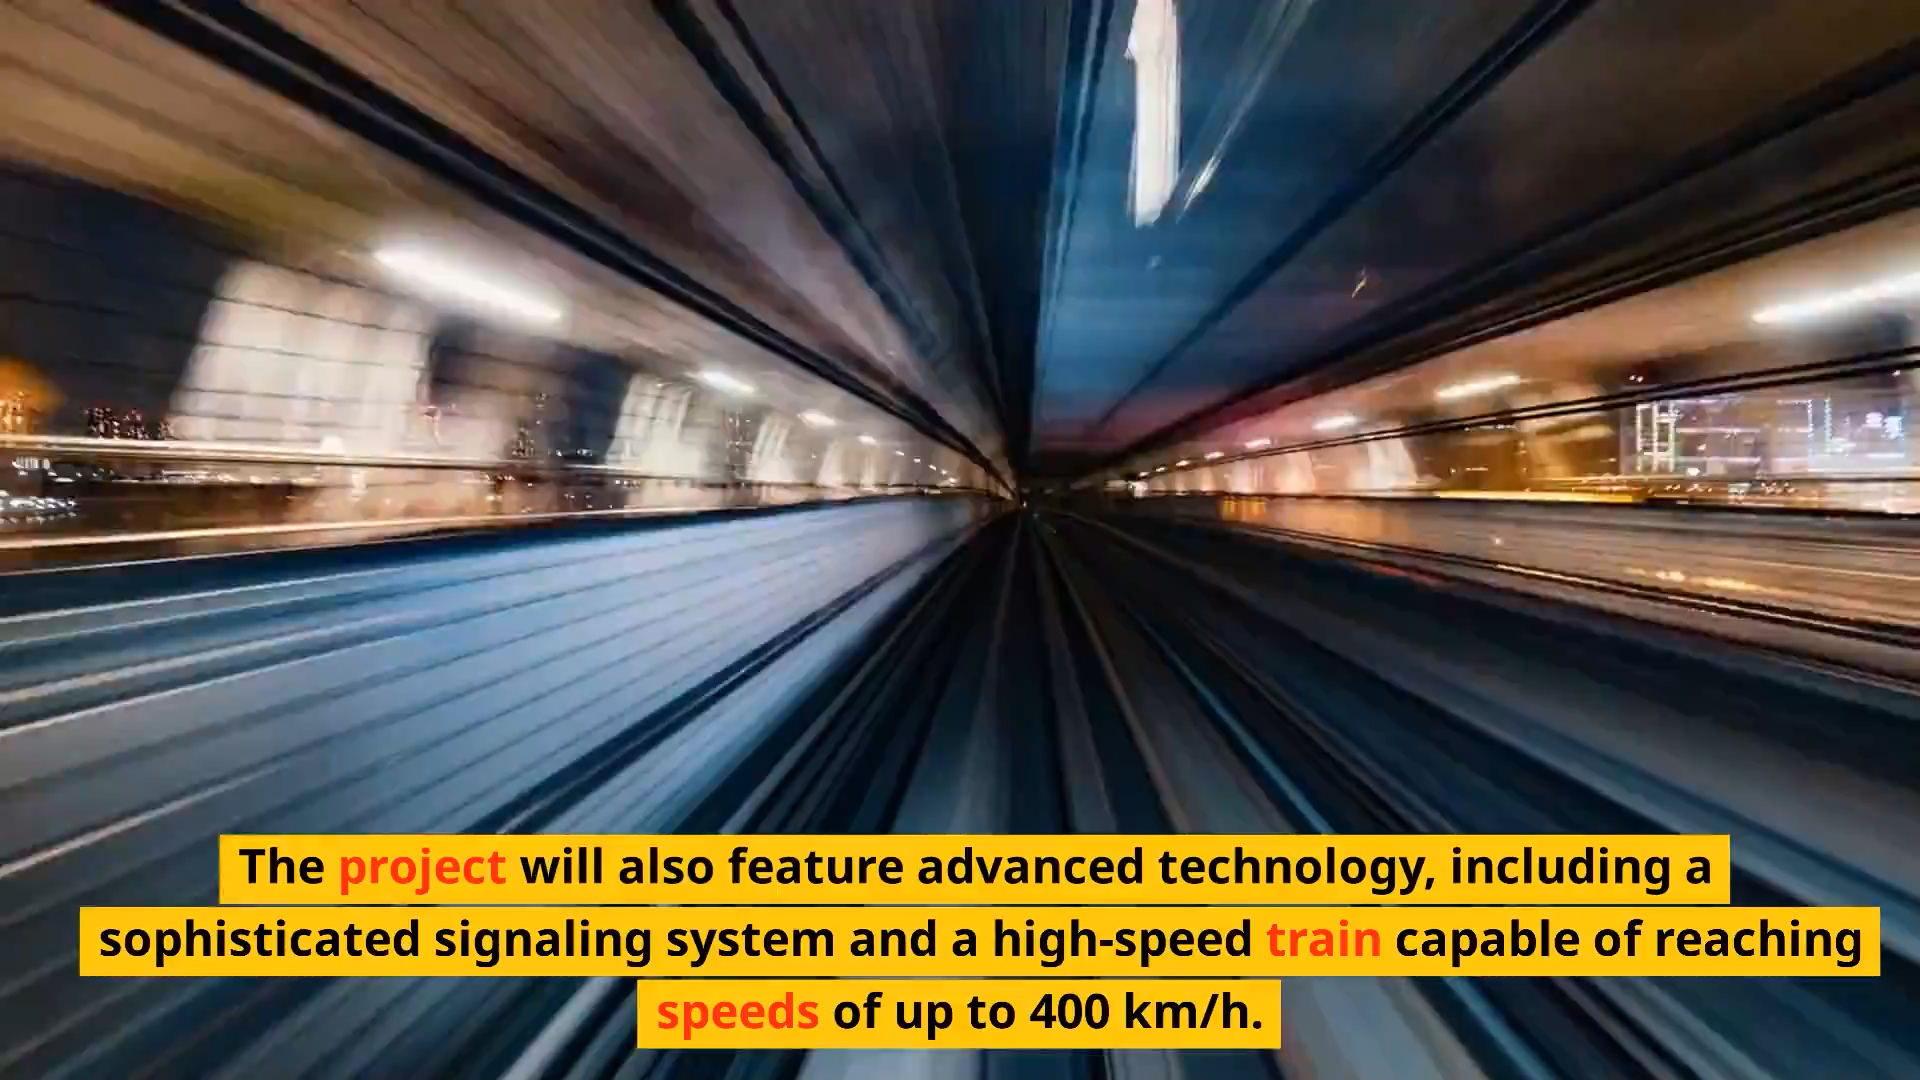 The project will also feature advanced technology, including a
sophisticated signaling system and a high-speed train capable of reaching
speeds of up to 400 km/h.